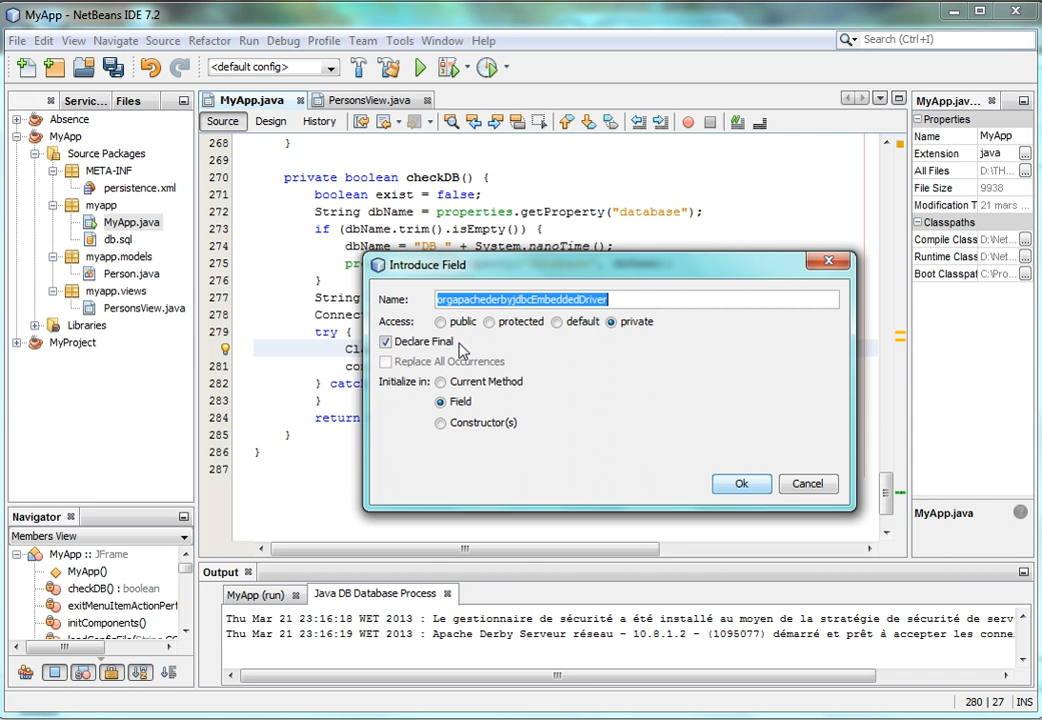 MyApp - NetBeans IDE 7.2
File Edit View Navigate Source Refactor Run Debug Profile Team Tools Window Help
Search (Ctrl+I)
<default config>
Servic... Files
Absence
MyApp
Source Packages
META-INF
persistence.xml
myapp
MyApp.java
db.sql
myapp.models
Person.java
myapp.views
PersonsView.java
Libraries
MyProject
MyApp.java PersonsView.java
Source Design History
268 }
269
270 private boolean checkDB() {
271 boolean exist = false;
272 String dbName = properties.getProperty("database");
273 if (dbName.trim().isEmpty()) {
274 dbName = "DB_" + System.nanoTime();
275
276 }
277 String
278 Connect
279 try {
280 Cl
281 co
282 } catc
283 }
284 return
285 }
286 }
287
Introduce Field
Name: orgapachederbyjdbcEmbeddedDriver
Access: public protected default private
Declare Final
Replace All Occurrences
Initialize in: Current Method
Field
Constructor(s)
Ok Cancel
MyApp.jav...
Properties
Name MyApp
Extension java ...
All Files D:\TH... ...
File Size 9938
Modification T 21 mars ...
Classpaths
Compile Class D:\Net... ...
Runtime Class D:\Net... ...
Boot Classpat C:\Pro... ...
MyApp.java
Navigator
Members View
MyApp :: JFrame
MyApp()
checkDB() : boolean
exitMenuItemActionPerf
initComponents()
Output
MyApp (run) Java DB Database Process
Thu Mar 21 23:16:18 WET 2013 : Le gestionnaire de sécurité a été installé au moyen de la stratégie de sécurité de serv
Thu Mar 21 23:16:19 WET 2013 : Apache Derby Serveur réseau - 10.8.1.2 - (1095077) démarré et prêt à accepter les conne
280 | 27 INS